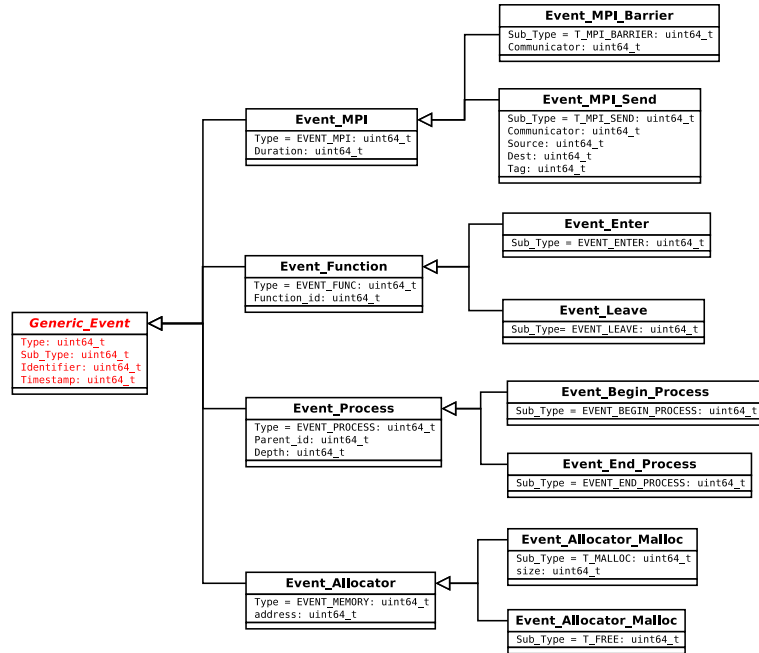 Event_MPI_Barrier
Sub_Type = T_MPI_BARRIER: uint64_t
Communicator: uint64_t
Event_MPI_Send
Sub_Type = T_MPI_SEND: uint64_t
Communicator: uint64_t
Source: uint64_t
Dest: uint64_t
Tag: uint64_t
Event_MPI
Type = EVENT_MPI: uint64_t
Duration: uint64_t
Event_Enter
Sub_Type = EVENT_ENTER: uint64_t
Event_Function
Type = EVENT_FUNC: uint64_t
Function_id: uint64_t
Event_Leave
Sub_Type= EVENT_LEAVE: uint64_t
Generic_Event
Type: uint64_t
Sub_Type: uint64_t
Identifier: uint64_t
Timestamp: uint64_t
Event_Begin_Process
Sub_Type = EVENT_BEGIN_PROCESS: uint64_t
Event_Process
Type = EVENT_PROCESS: uint64_t
Parent_id: uint64_t
Depth: uint64_t
Event_End_Process
Sub_Type = EVENT_END_PROCESS: uint64_t
Event_Allocator_Malloc
Sub_Type = T_MALLOC: uint64_t
size: uint64_t
Event_Allocator
Type = EVENT_MEMORY: uint64_t
address: uint64_t
Event_Allocator_Malloc
Sub_Type = T_FREE: uint64_t